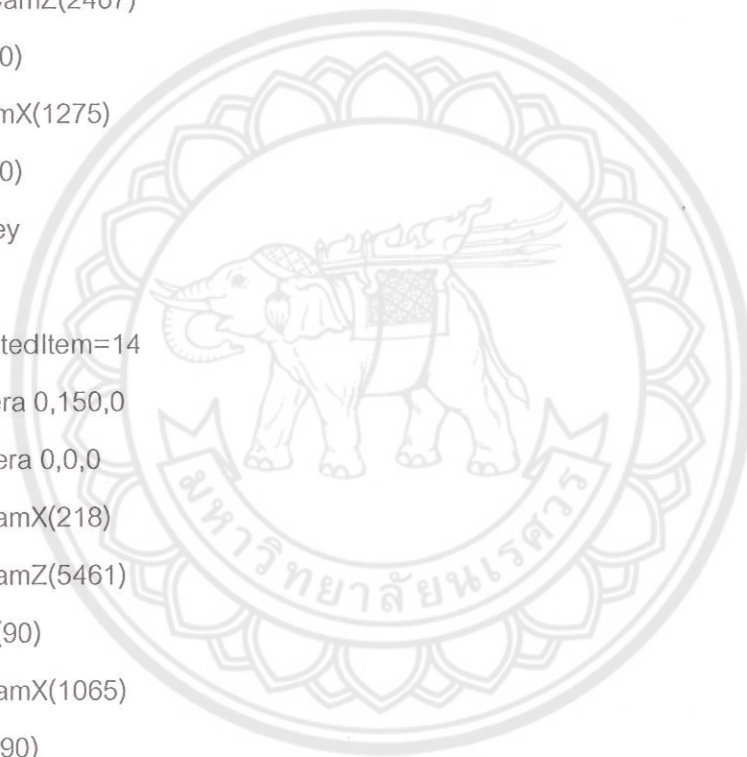 amZ(2467)
0)
mX(1275)
0)
ey
tedItem=14
era 0,150,0
era 0,0,0
amX(218)
amZ(5461)
(90)
amX(1065)
90)
มหาวิทยาลัยนเรศวร